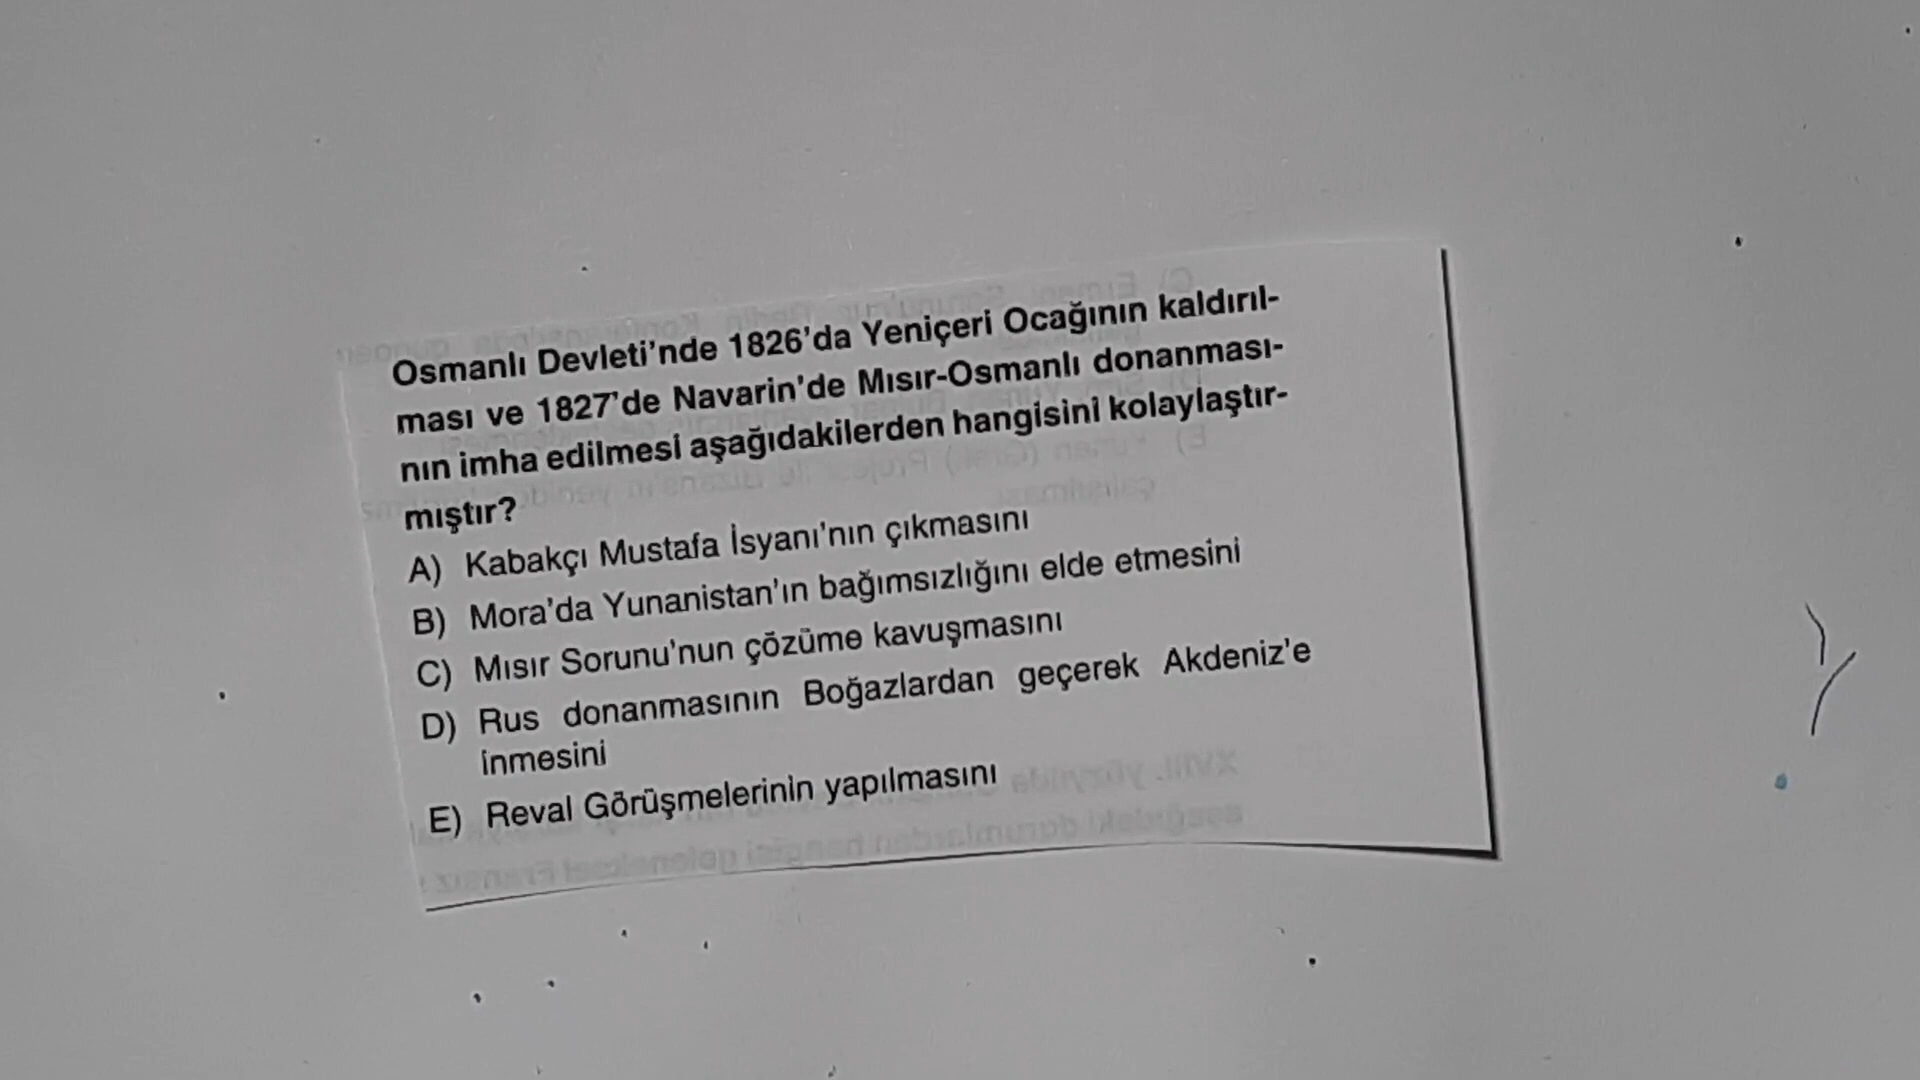 Osmanlı Devleti'nde 1826'da Yeniçeri Ocağının kaldırıl-
ması ve 1827'de Navarin'de Mısır-Osmanlı donanması-
nın imha edilmesi aşağıdakilerden hangisini kolaylaştır-
mıştır?
A) Kabakçı Mustafa İsyanı'nın çıkmasını
B) Mora'da Yunanistan'ın bağımsızlığını elde etmesini
C) Mısır Sorunu'nun çözüme kavuşmasını
D) Rus donanmasının Boğazlardan geçerek Akdeniz'e
inmesini
E) Reval Görüşmelerinin yapılmasını